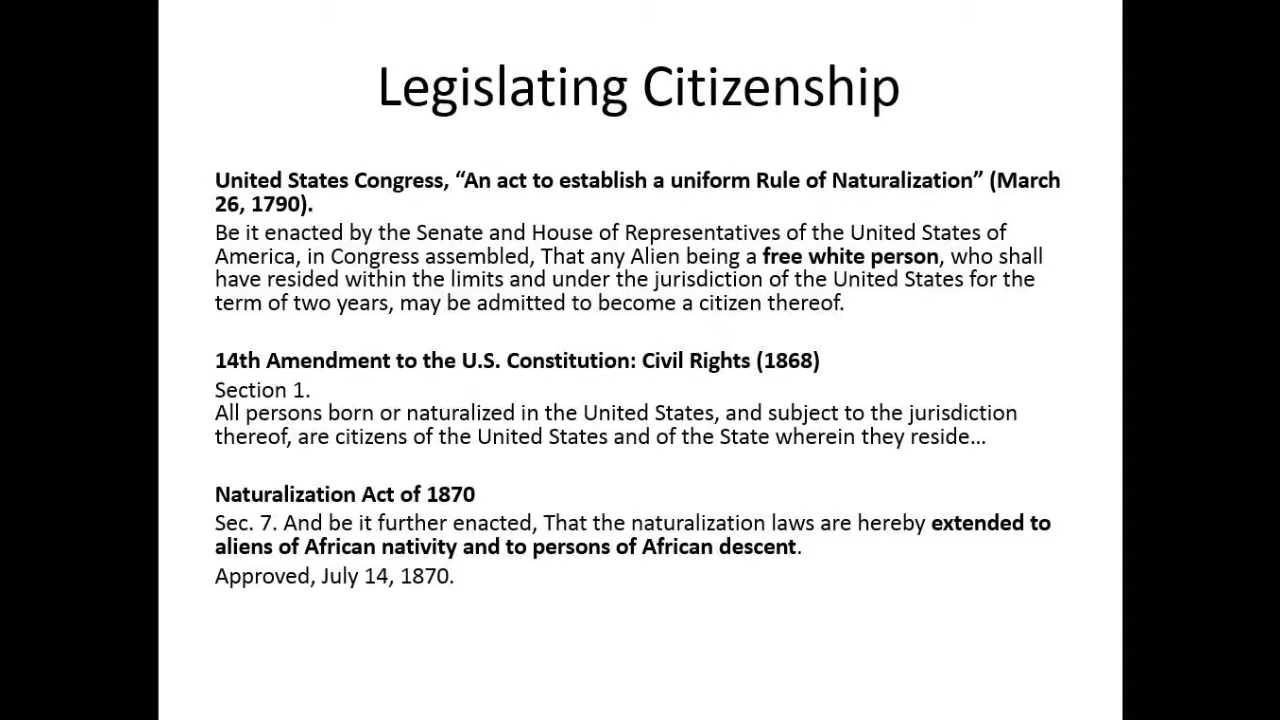 Legislating Citizenship
United States Congress, “An act to establish a uniform Rule of Naturalization” (March
26, 1790).
Be it enacted by the Senate and House of Representatives of the United States of
America, in Congress assembled, That any Alien being a free white person, who shall
have resided within the limits and under the jurisdiction of the United States for the
term of two years, may be admitted to become a citizen thereof.
14th Amendment to the U.S. Constitution: Civil Rights (1868)
Section 1.
All persons born or naturalized in the United States, and subject to the jurisdiction
thereof, are citizens of the United States and of the State wherein they reside…
Naturalization Act of 1870
Sec. 7. And be it further enacted, That the naturalization laws are hereby extended to
aliens of African nativity and to persons of African descent.
Approved, July 14, 1870.